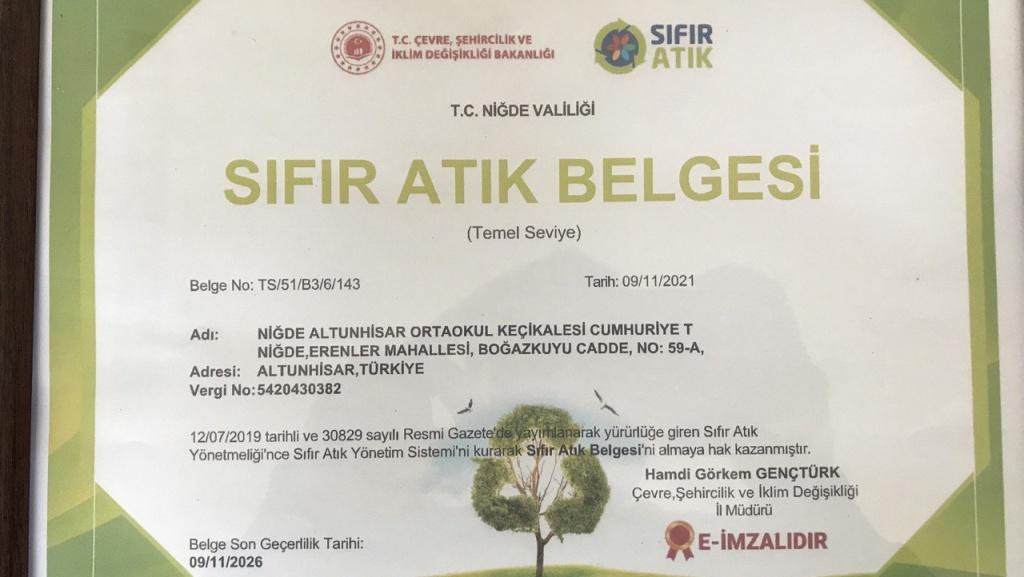 T.C. ÇEVRE, ŞEHİRCİLİK VE
İKLİM DEĞİŞİKLİĞİ BAKANLIĞI
SIFIR
ATIK
T.C. NİĞDE VALİLİĞİ
SIFIR ATIK BELGESİ
(Temel Seviye)
Belge No: TS/51/B3/6/143 Tarih: 09/11/2021
Adı: NİĞDE ALTUNHİSAR ORTAOKUL KEÇİKALESİ CUMHURİYE T
NİĞDE,ERENLER MAHALLESİ, BOĞAZKUYU CADDE, NO: 59-A,
Adresi: ALTUNHİSAR,TÜRKİYE
Vergi No:5420430382
12/07/2019 tarihli ve 30829 sayılı Resmi Gazete'de yayımlanarak yürürlüğe giren Sıfır Atık
Yönetmeliği'nce Sıfır Atık Yönetim Sistemi'ni kurarak Sıfır Atık Belgesi'ni almaya hak kazanmıştır.
Hamdi Görkem GENÇTÜRK
Çevre,Şehircilik ve İklim Değişikliği
İl Müdürü
E-İMZALIDIR
Belge Son Geçerlilik Tarihi:
09/11/2026